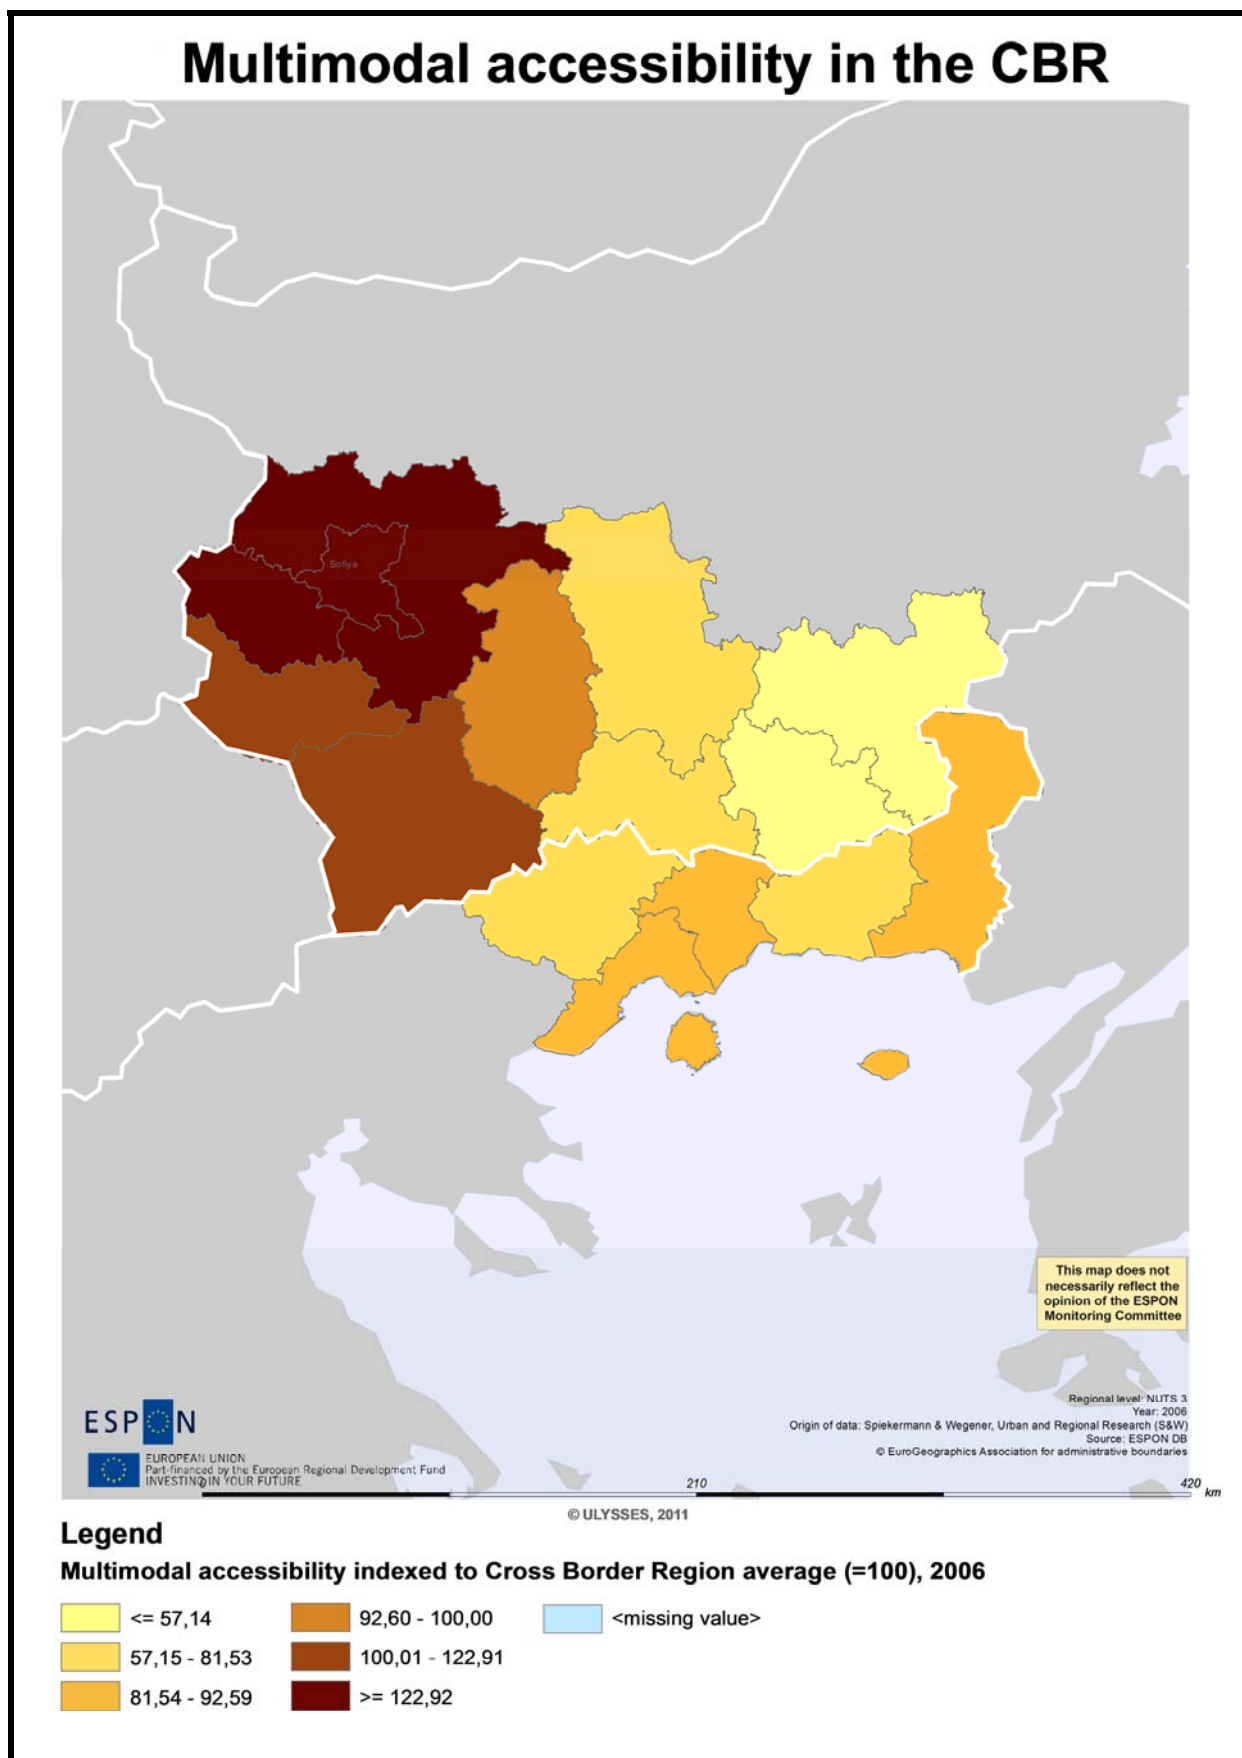 Multimodal accessibility in the CBR
Sofiya
This map does not
necessarily reflect the
opinion of the ESPON
Monitoring Committee
Regional level: NUTS 3
Year: 2006
Origin of data: Spiekermann & Wegener, Urban and Regional Research (S&W)
Source: ESPON DB
© EuroGeographics Association for administrative boundaries
ESPON
EUROPEAN UNION
Part-financed by the European Regional Development Fund
INVESTING IN YOUR FUTURE
0 210 420 km
© ULYSSES, 2011
Legend
Multimodal accessibility indexed to Cross Border Region average (=100), 2006
<= 57,14
57,15 - 81,53
81,54 - 92,59
92,60 - 100,00
100,01 - 122,91
>= 122,92
<missing value>